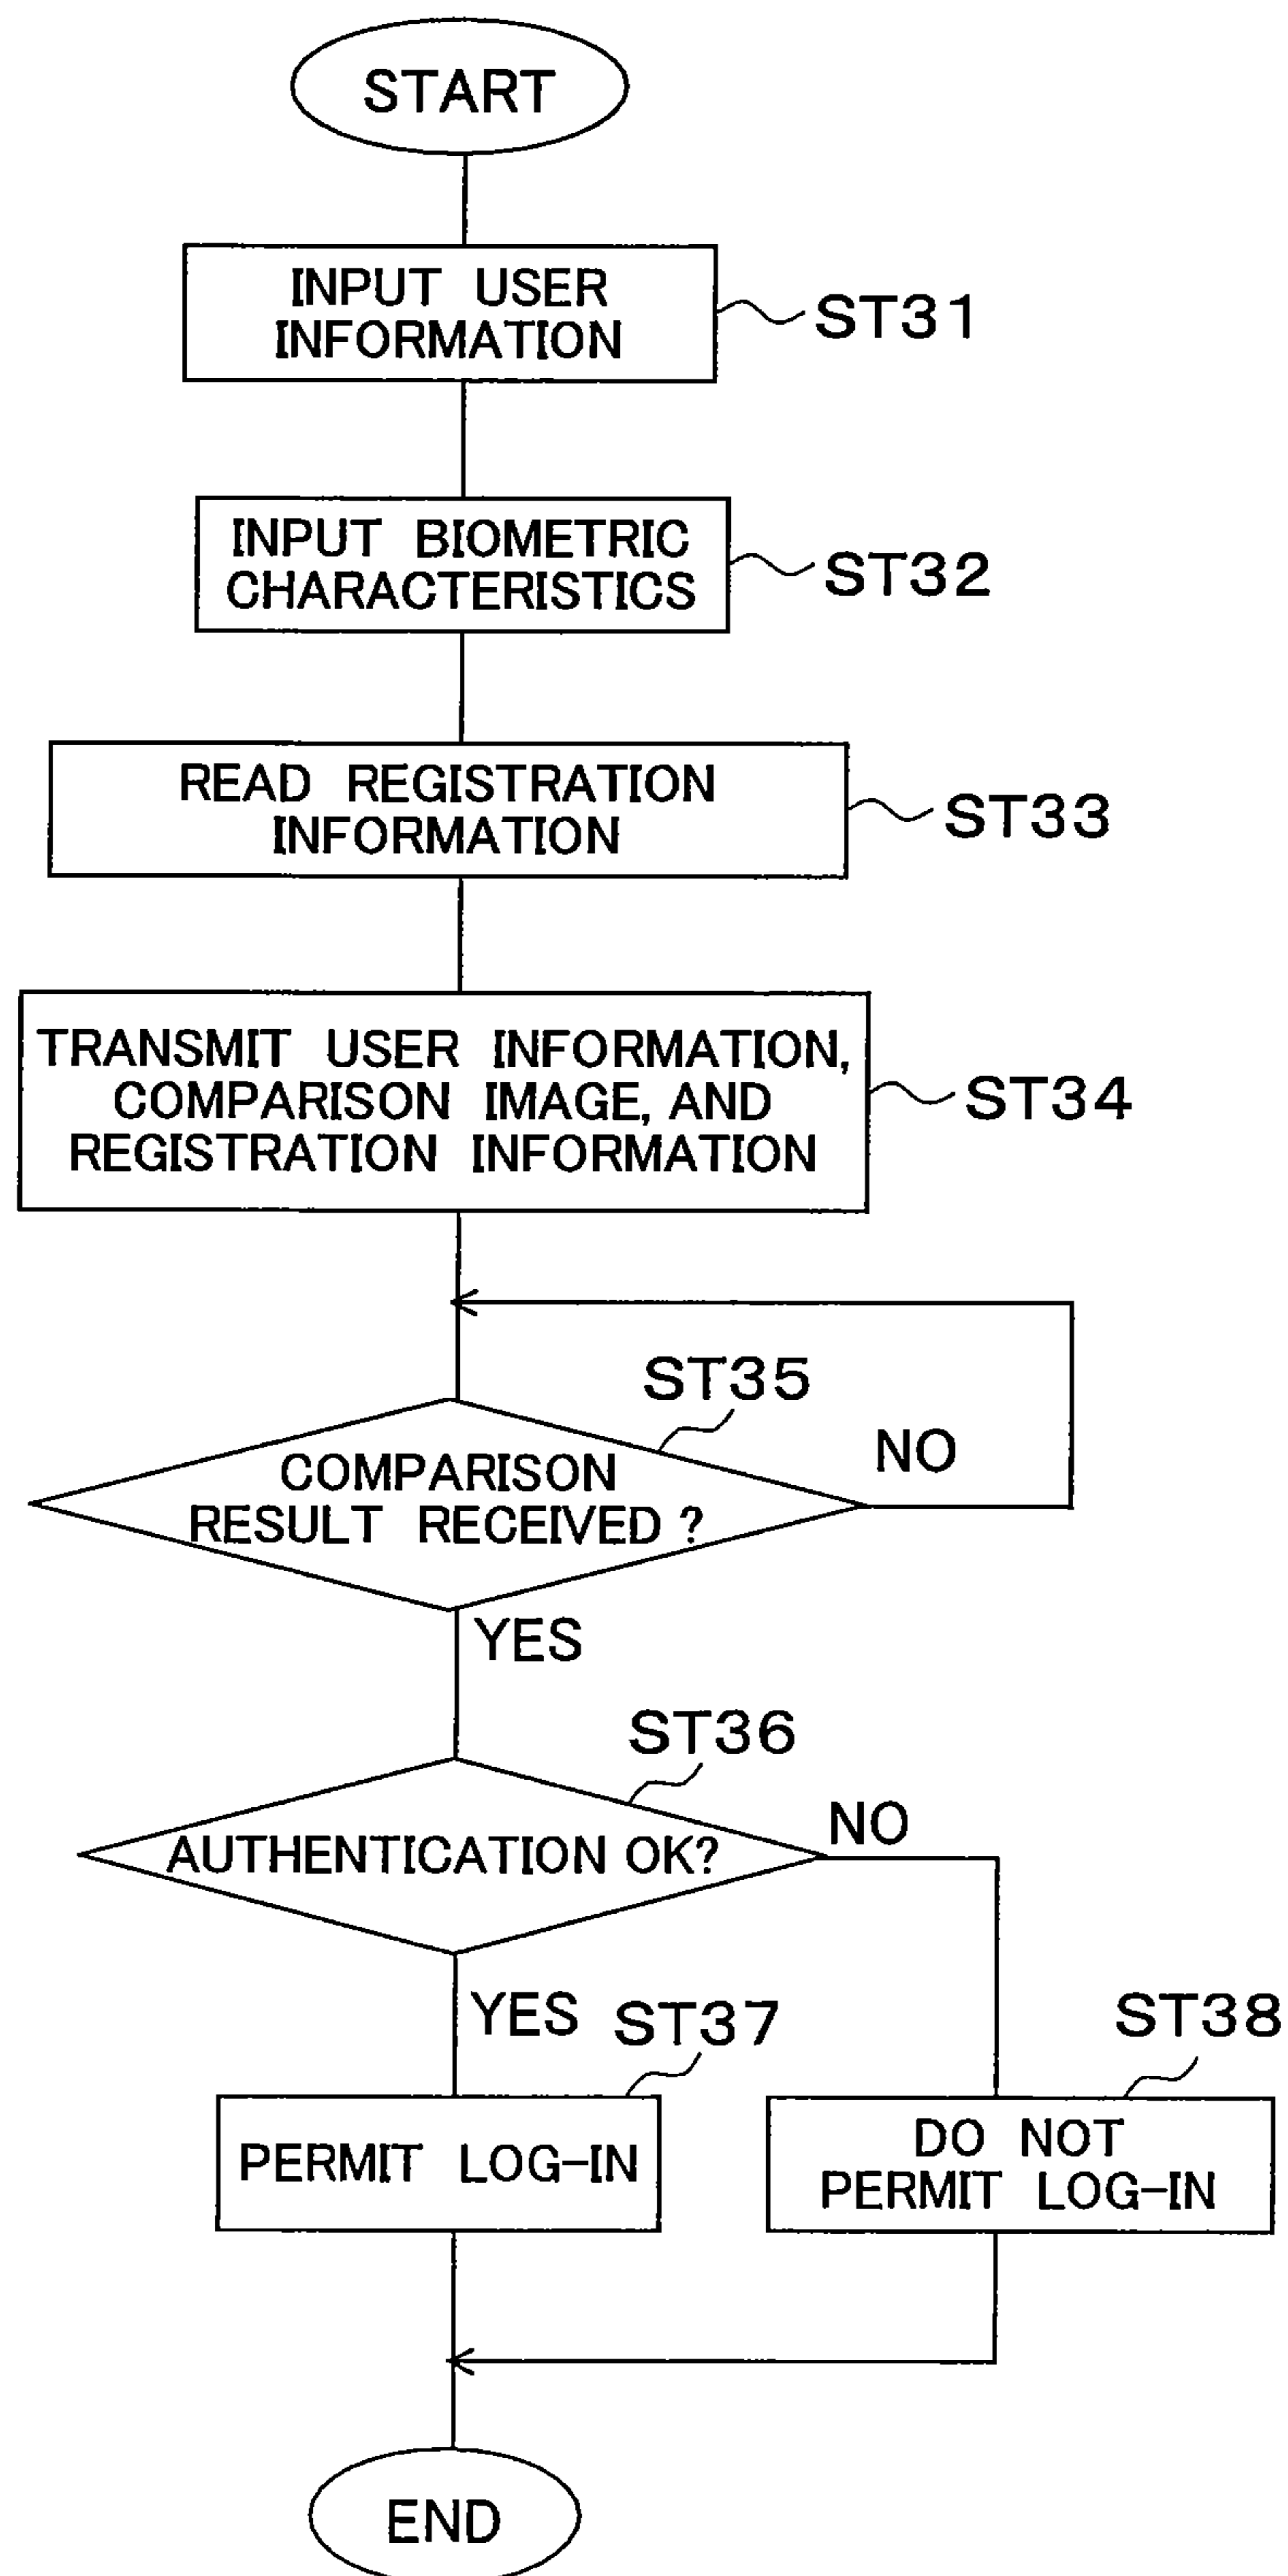 START
INPUT USER
INFORMATION
ST31
INPUT BIOMETRIC
CHARACTERISTICS
ST32
READ REGISTRATION
INFORMATION
ST33
TRANSMIT USER INFORMATION,
COMPARISON IMAGE, AND
REGISTRATION INFORMATION
ST34
ST35
COMPARISON
RESULT RECEIVED ?
NO
YES
ST36
AUTHENTICATION OK?
NO
YES
ST37
PERMIT LOG-IN
ST38
DO NOT
PERMIT LOG-IN
END